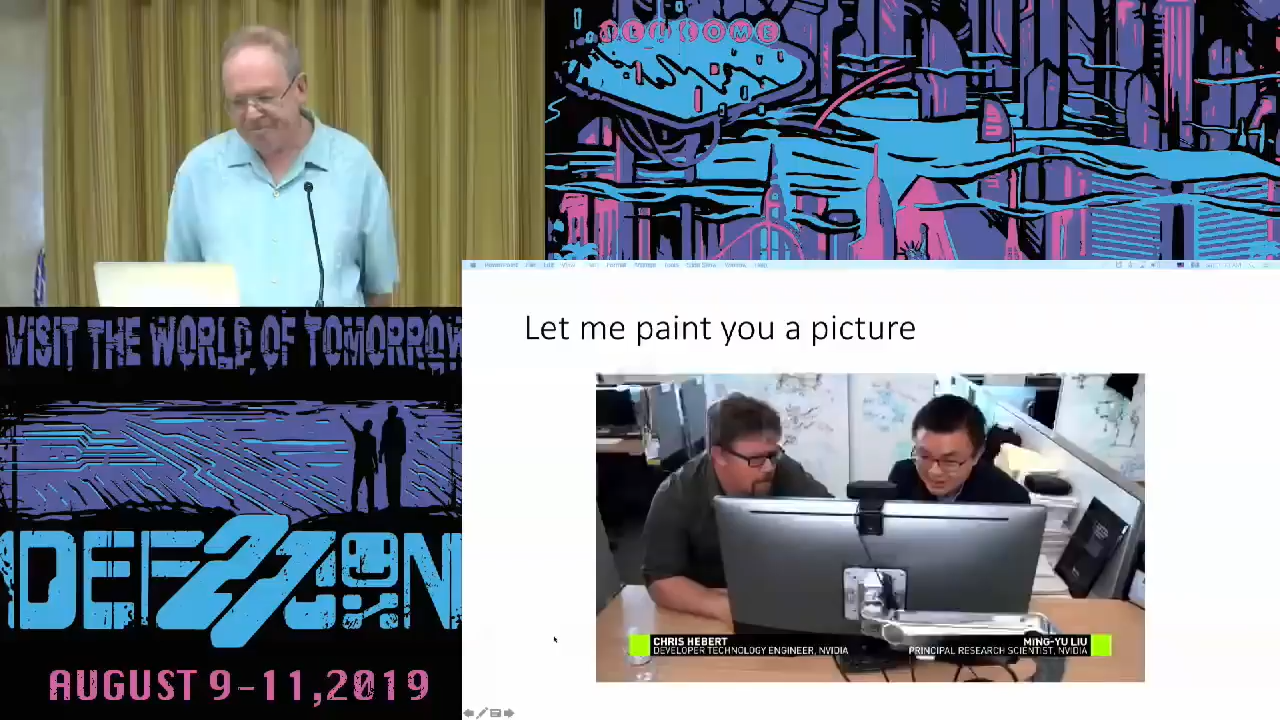 WELCOME
VISIT THE WORLD OF TOMORROW
DEF CON
27
AUGUST 9-11,2019
Let me paint you a picture
CHRIS HEBERT
DEVELOPER TECHNOLOGY ENGINEER, NVIDIA
MING-YU LIU
PRINCIPAL RESEARCH SCIENTIST, NVIDIA